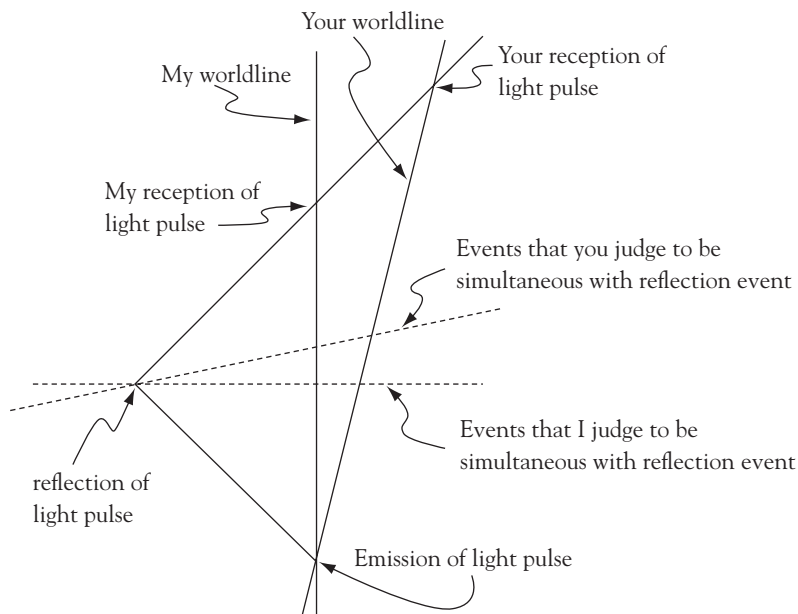 Your worldline
My worldline
Your reception of
light pulse
My reception of
light pulse
Events that you judge to be
simultaneous with reflection event
Events that I judge to be
simultaneous with reflection event
reflection of
light pulse
Emission of light pulse